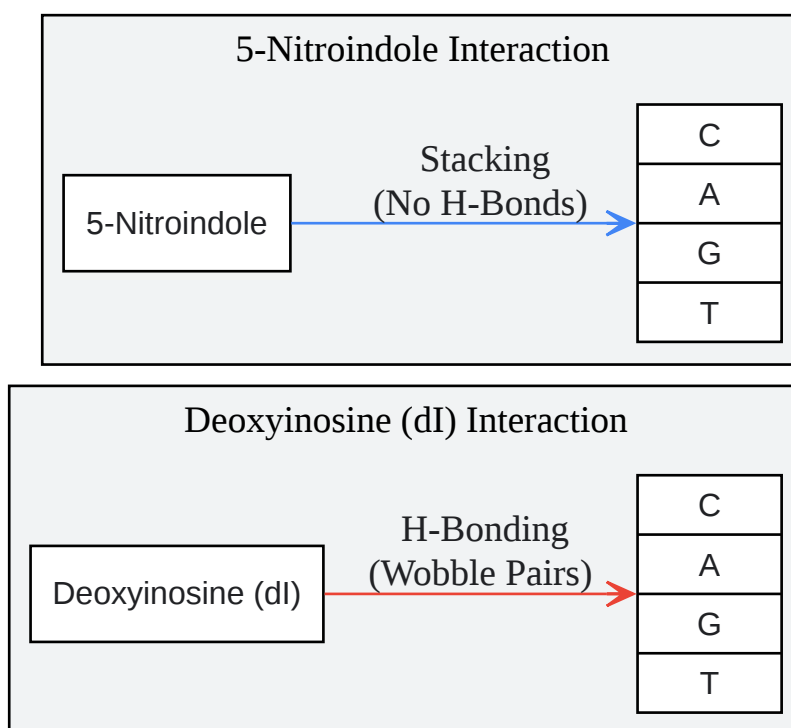 5-Nitroindole Interaction
5-Nitroindole
Stacking
(No H-Bonds)
C
A
G
T
Deoxyinosine (dI) Interaction
Deoxyinosine (dI)
H-Bonding
(Wobble Pairs)
C
A
G
T